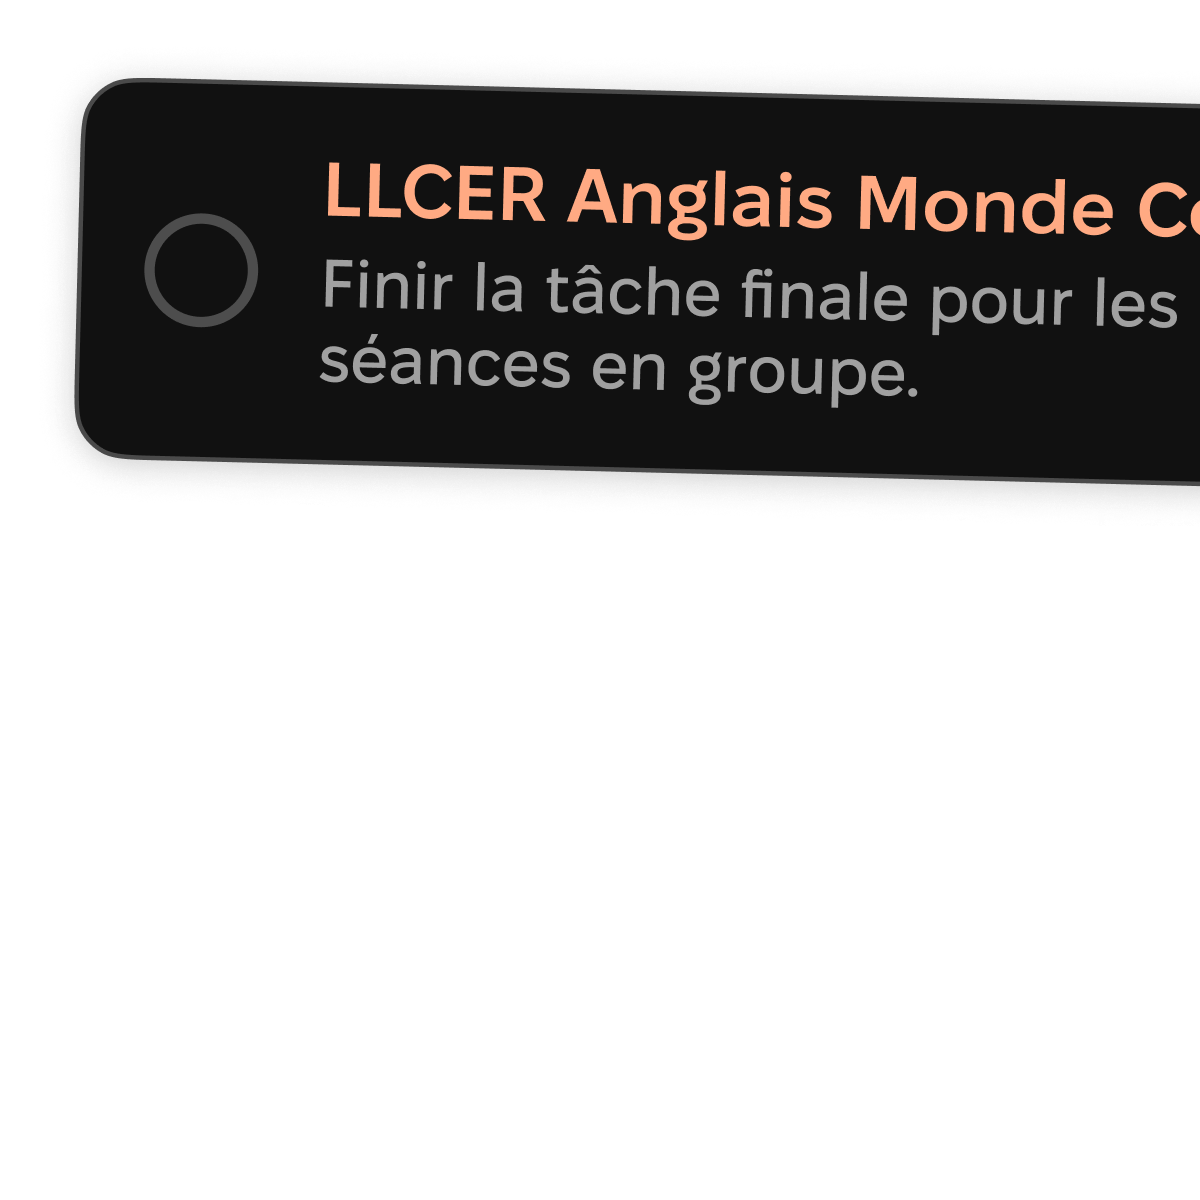 LLCER Anglais Monde
Finir la tâche finale pour les
séances en groupe.